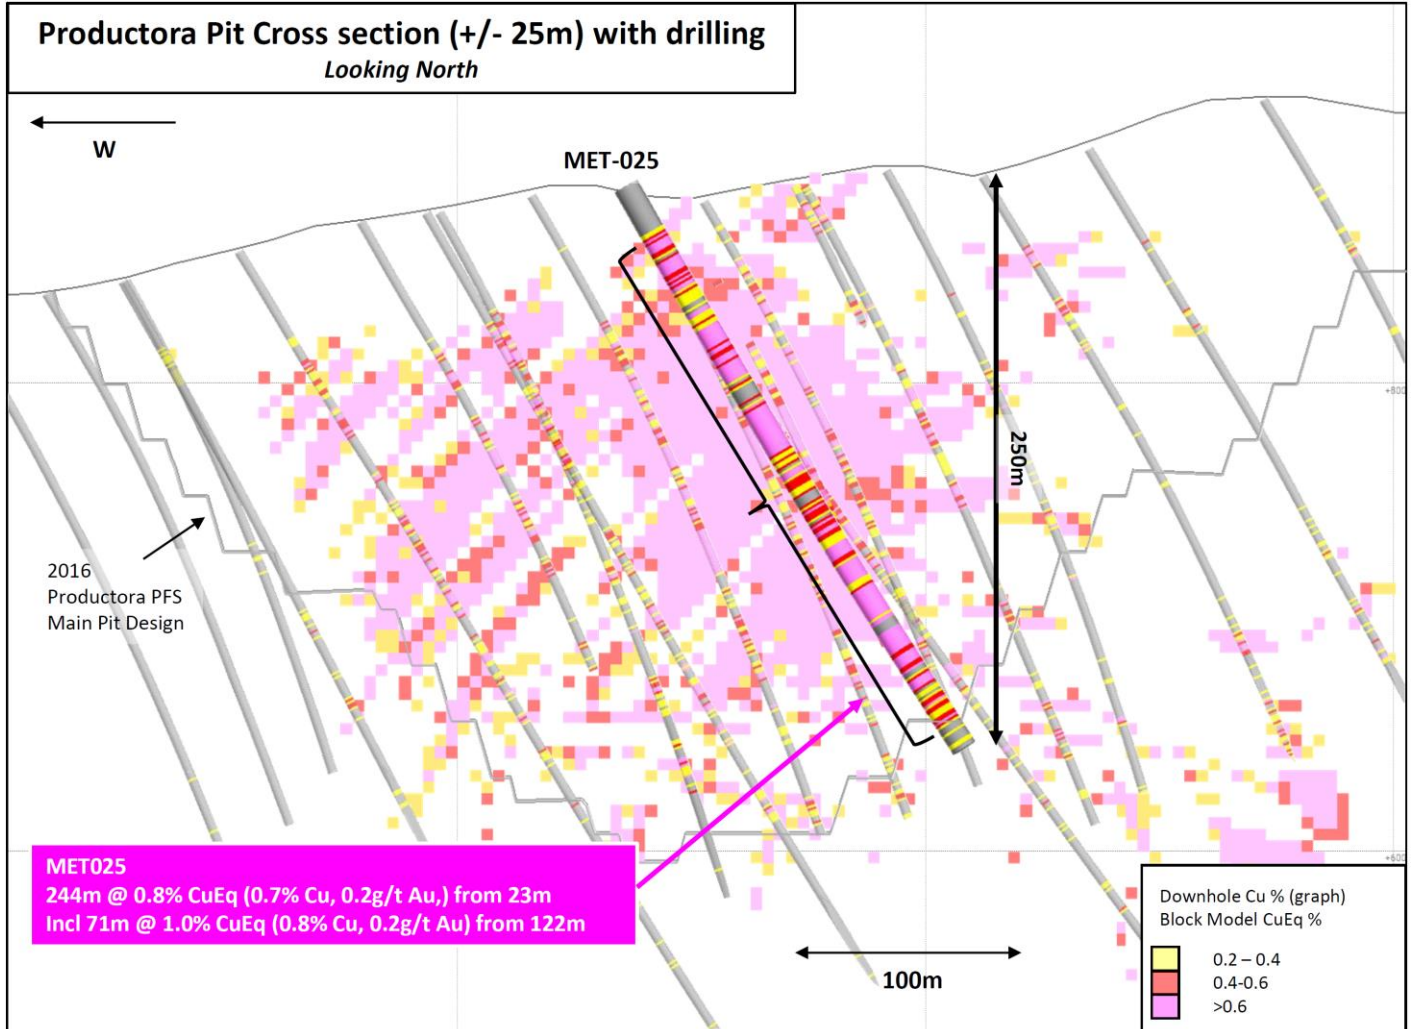 Productora Pit Cross section (+/- 25m) with drilling
Looking North
W
MET-025
250m
2016
Productora PFS
Main Pit Design
MET025
244m @ 0.8% CuEq (0.7% Cu, 0.2g/t Au,) from 23m
Incl 71m @ 1.0% CuEq (0.8% Cu, 0.2g/t Au) from 122m
100m
Downhole Cu % (graph)
Block Model CuEq %
0.2 – 0.4
0.4-0.6
>0.6